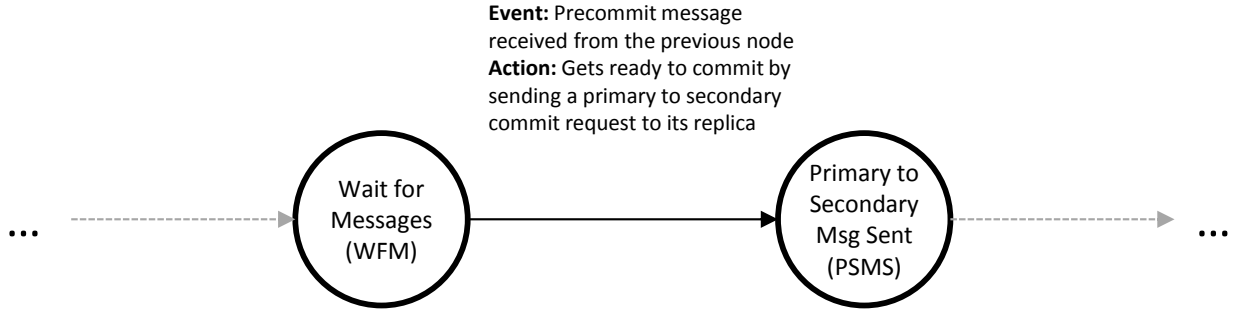 Event: Precommit message
received from the previous node
Action: Gets ready to commit by
sending a primary to secondary
commit request to its replica
...
Wait for
Messages
(WFM)
Primary to
Secondary
Msg Sent
(PSMS)
...